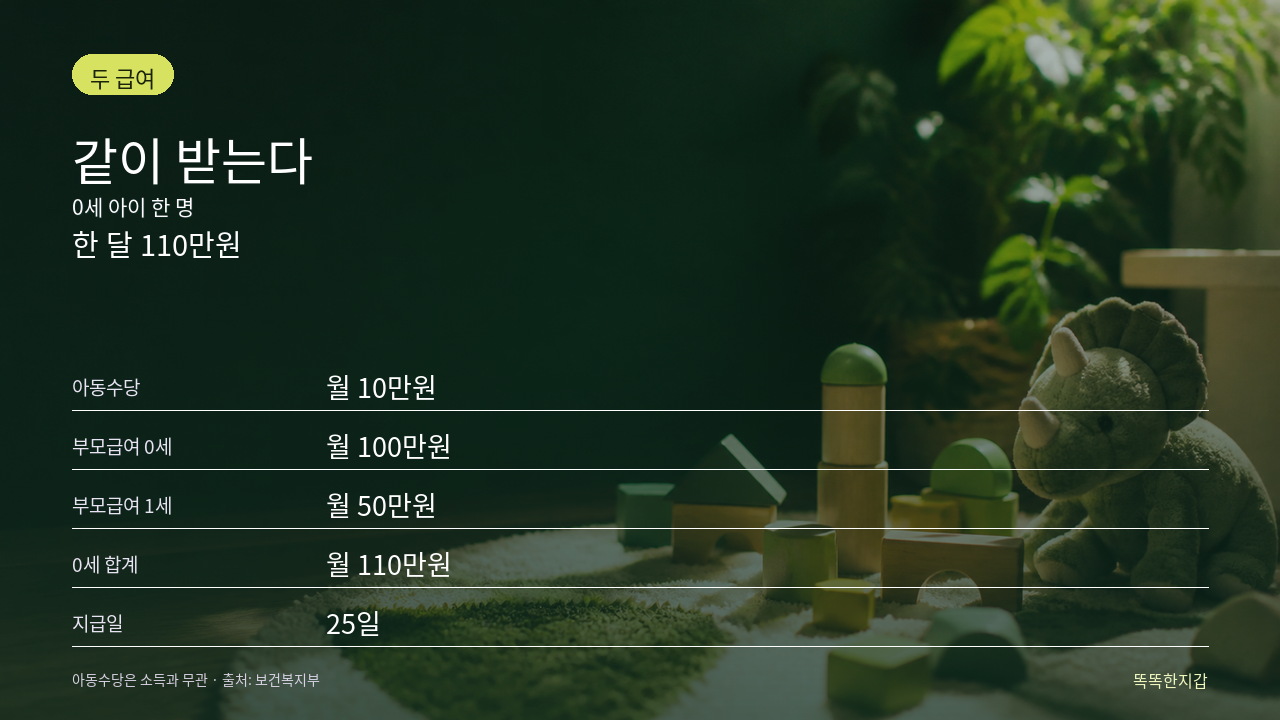 두 급여
같이 받는다
0세 아이 한 명
한 달 110만원
아동수당 월 10만원
부모급여 0세 월 100만원
부모급여 1세 월 50만원
0세 합계 월 110만원
지급일 25일
아동수당은 소득과 무관 · 출처: 보건복지부
똑똑한지갑